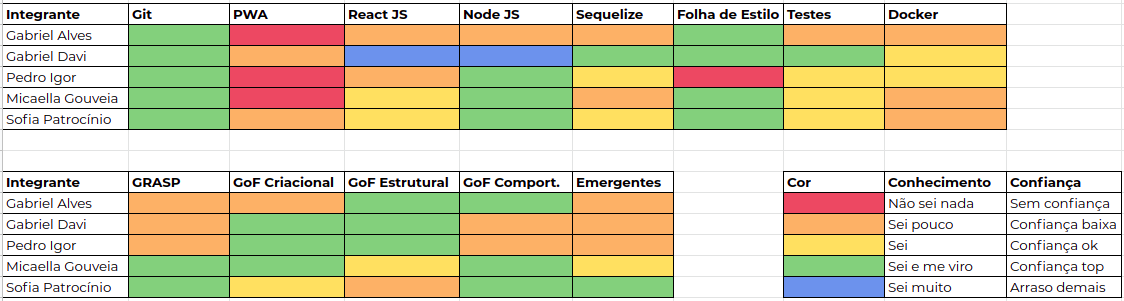 Integrante Git PWA React JS Node JS Sequelize Folha de Estilo Testes Docker
Gabriel Alves
Gabriel Davi
Pedro Igor
Micaella Gouveia
Sofia Patrocínio
Integrante GRASP GoF Criacional GoF Estrutural GoF Comport. Emergentes Cor Conhecimento Confiança
Gabriel Alves Não sei nada Sem confiança
Gabriel Davi Sei pouco Confiança baixa
Pedro Igor Sei Confiança ok
Micaella Gouveia Sei e me viro Confiança top
Sofia Patrocínio Sei muito Arraso demais